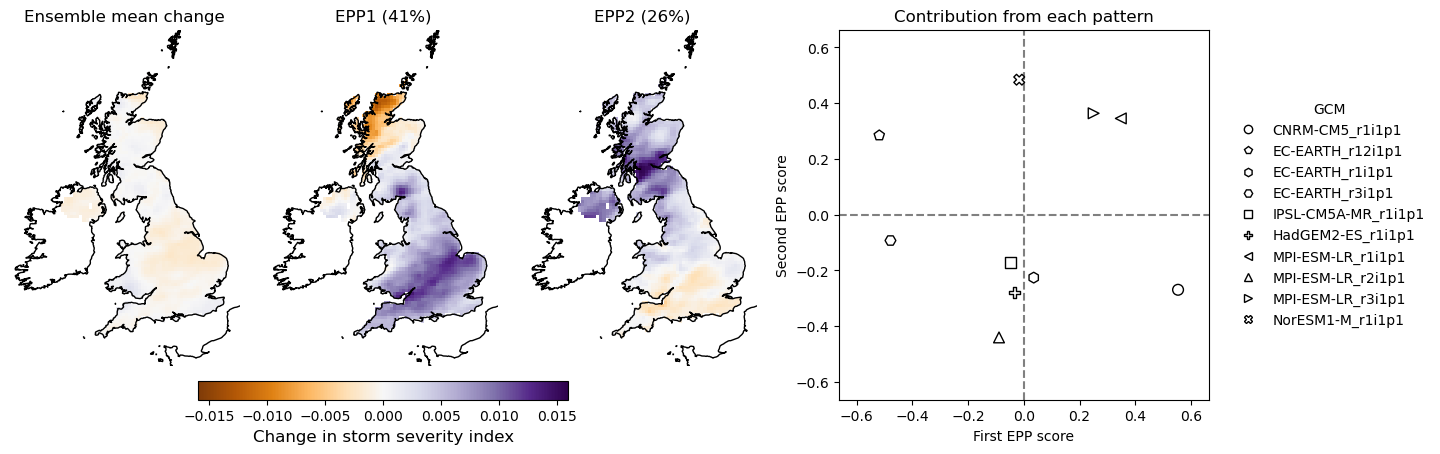 Ensemble mean change
EPP1 (41%)
EPP2 (26%)
Contribution from each pattern
0.6
0.4
0.2
0.0
−0.2
−0.4
−0.6
Second EPP score
−0.6 −0.4 −0.2 0.0 0.2 0.4 0.6
First EPP score
GCM
CNRM-CM5_r1i1p1
EC-EARTH_r12i1p1
EC-EARTH_r1i1p1
EC-EARTH_r3i1p1
IPSL-CM5A-MR_r1i1p1
HadGEM2-ES_r1i1p1
MPI-ESM-LR_r1i1p1
MPI-ESM-LR_r2i1p1
MPI-ESM-LR_r3i1p1
NorESM1-M_r1i1p1
−0.015 −0.010 −0.005 0.000 0.005 0.010 0.015
Change in storm severity index